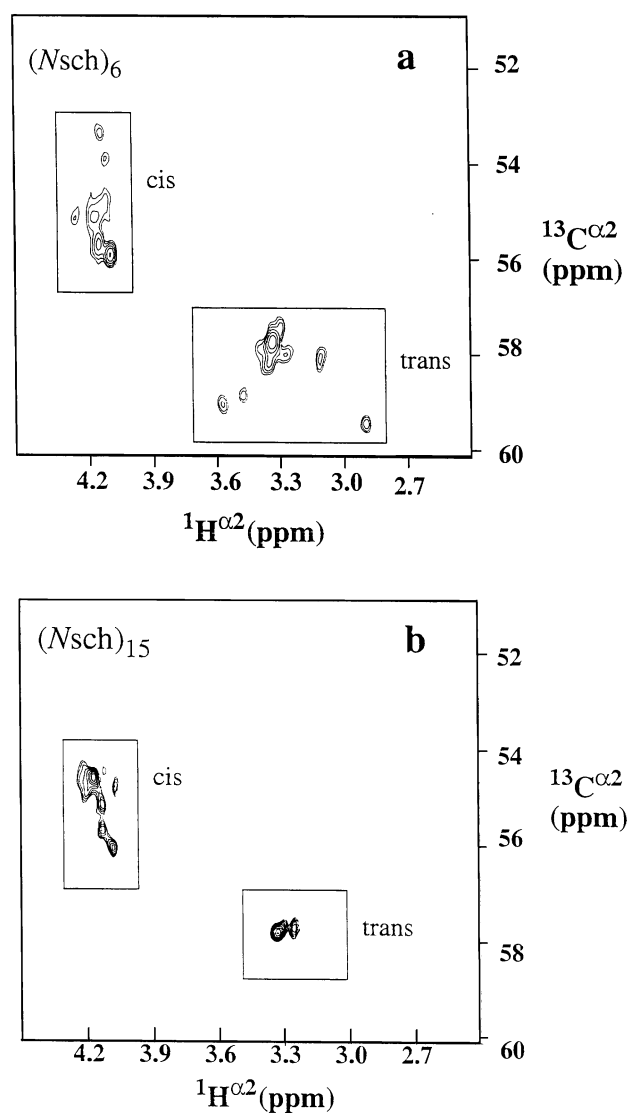 (Nsch)6
a
52
cis
54
13Cα2
(ppm)
56
trans
58
60
4.2 3.9 3.6 3.3 3.0 2.7
1Hα2(ppm)
(Nsch)15
b
52
cis
54
13Cα2
(ppm)
56
trans
58
60
4.2 3.9 3.6 3.3 3.0 2.7
1Hα2(ppm)